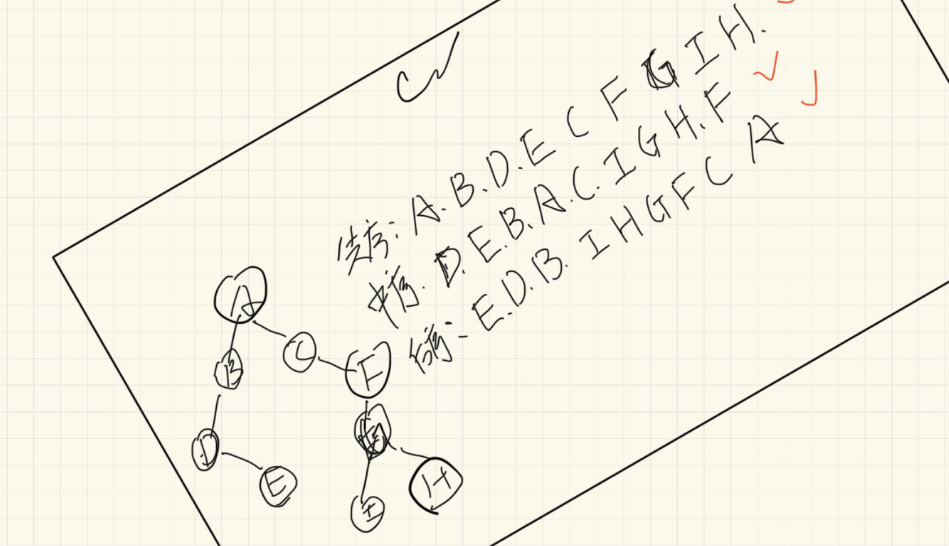 先序: A.B.D.E C F G I H.
中序. D.E.B.A.C.I G H.F
后序: E.D.B. I H G F C A
A
B
C
F
D
G
E
H
I